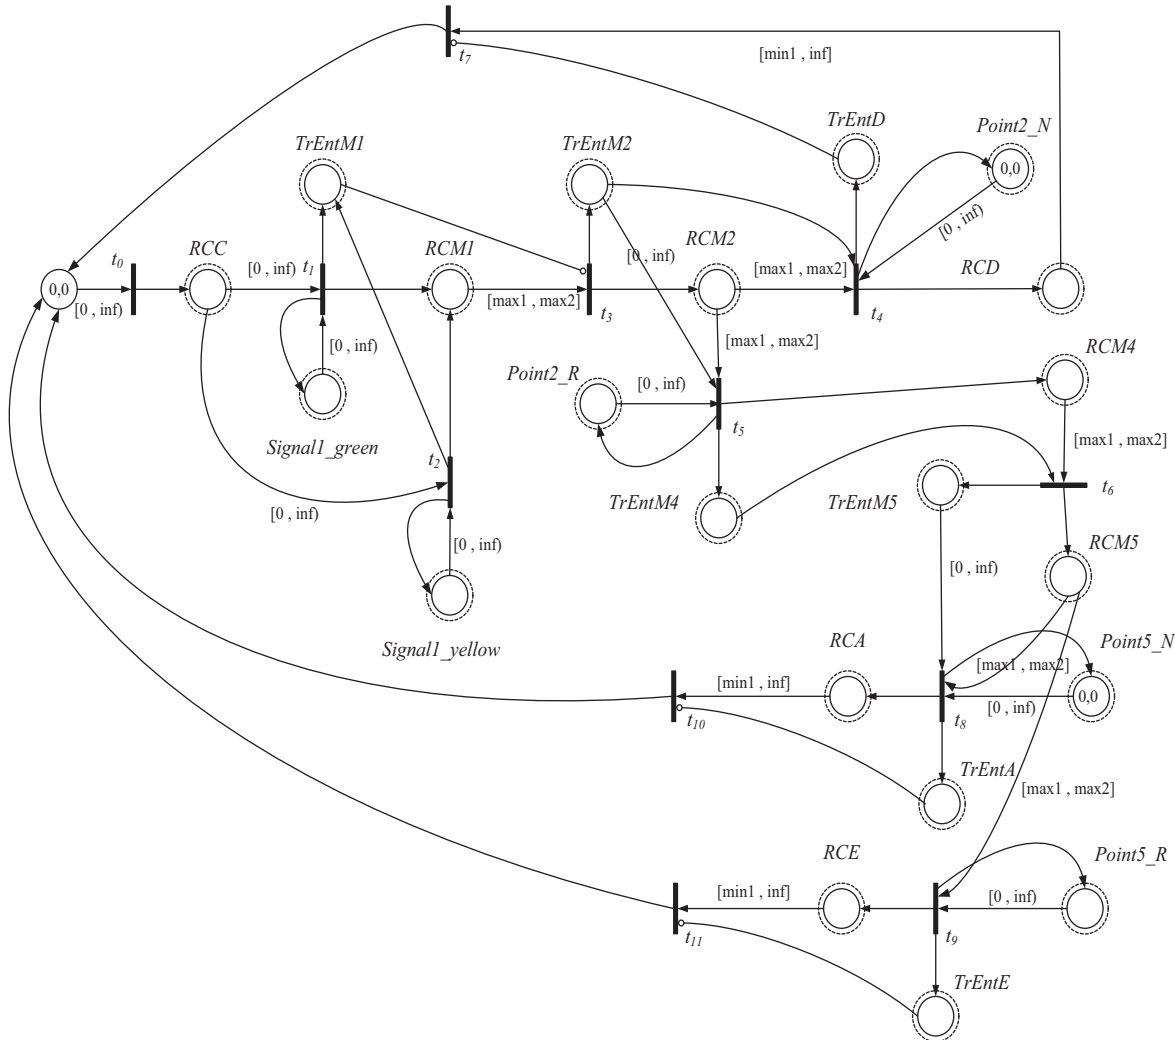 t7
[min1 , inf]
TrEntD
Point2_N
TrEntM1
TrEntM2
0,0
[0 , inf)
t0
RCC
[0 , inf)
t1
RCM1
[0 , inf)
RCM2
[max1 , max2]
RCD
0,0
[0 , inf)
[max1 , max2]
t3
t4
[0 , inf)
[max1 , max2]
RCM4
Point2_R
[0 , inf)
Signal1_green
t5
[max1 , max2]
t2
TrEntM4
TrEntM5
t6
[0 , inf)
[0 , inf)
RCM5
[0 , inf)
Signal1_yellow
RCA
Point5_N
[max1 , max2]
[min1 , inf]
0,0
[0 , inf)
t10
t8
TrEntA
[max1 , max2]
RCE
Point5_R
[min1 , inf]
[0 , inf)
t11
t9
TrEntE